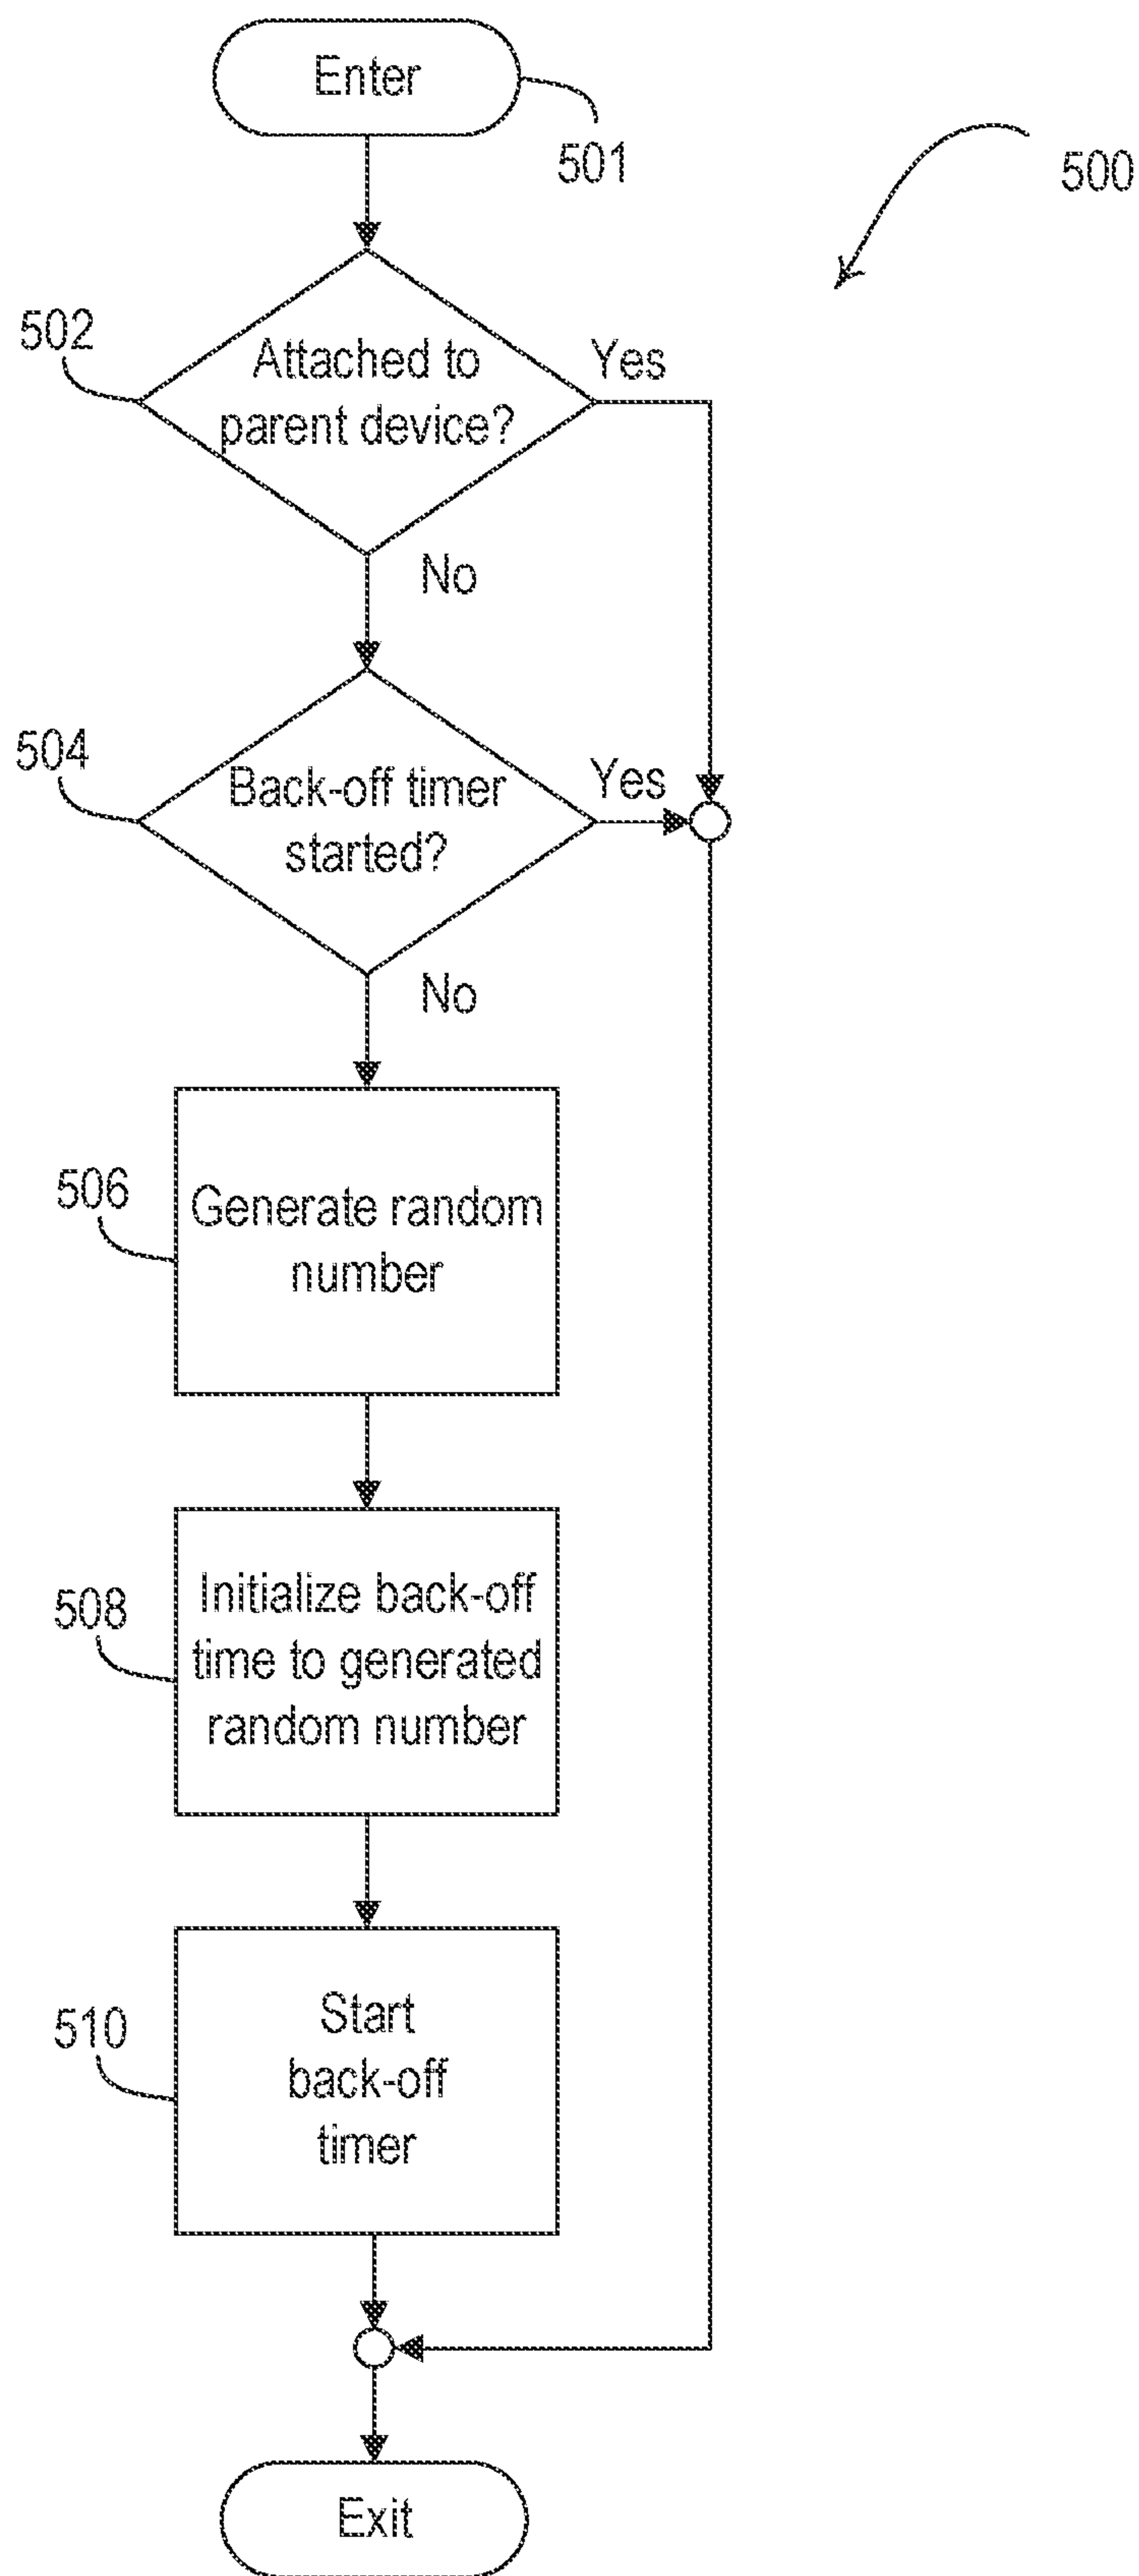 Enter
501
500
502
Attached to
parent device?
Yes
No
504
Back-off timer
started?
Yes
No
506
Generate random
number
508
Initialize back-off
time to generated
random number
510
Start
back-off
timer
Exit